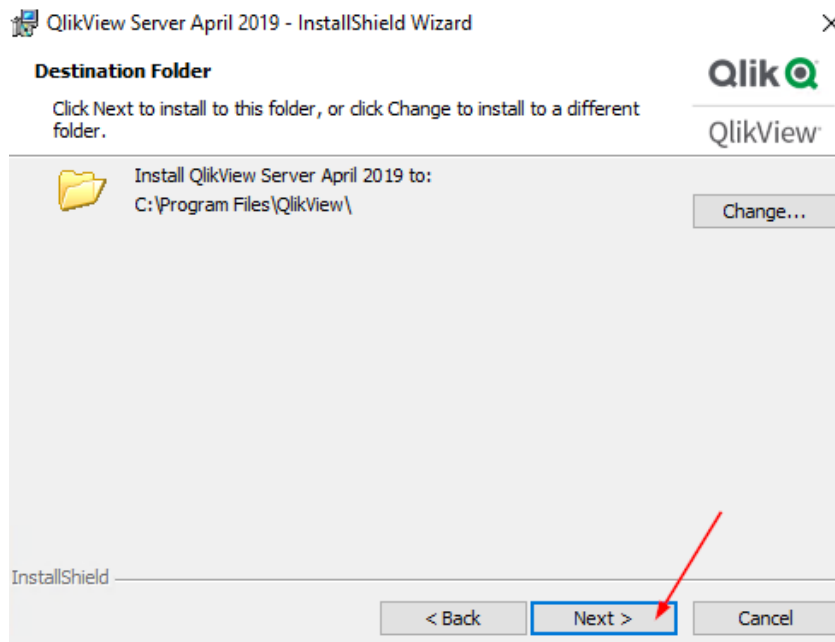 QlikView Server April 2019 - InstallShield Wizard
Destination Folder
Click Next to install to this folder, or click Change to install to a different
folder.
Qlik
QlikView
Install QlikView Server April 2019 to:
C:\Program Files\QlikView\
Change...
InstallShield
< Back
Next >
Cancel